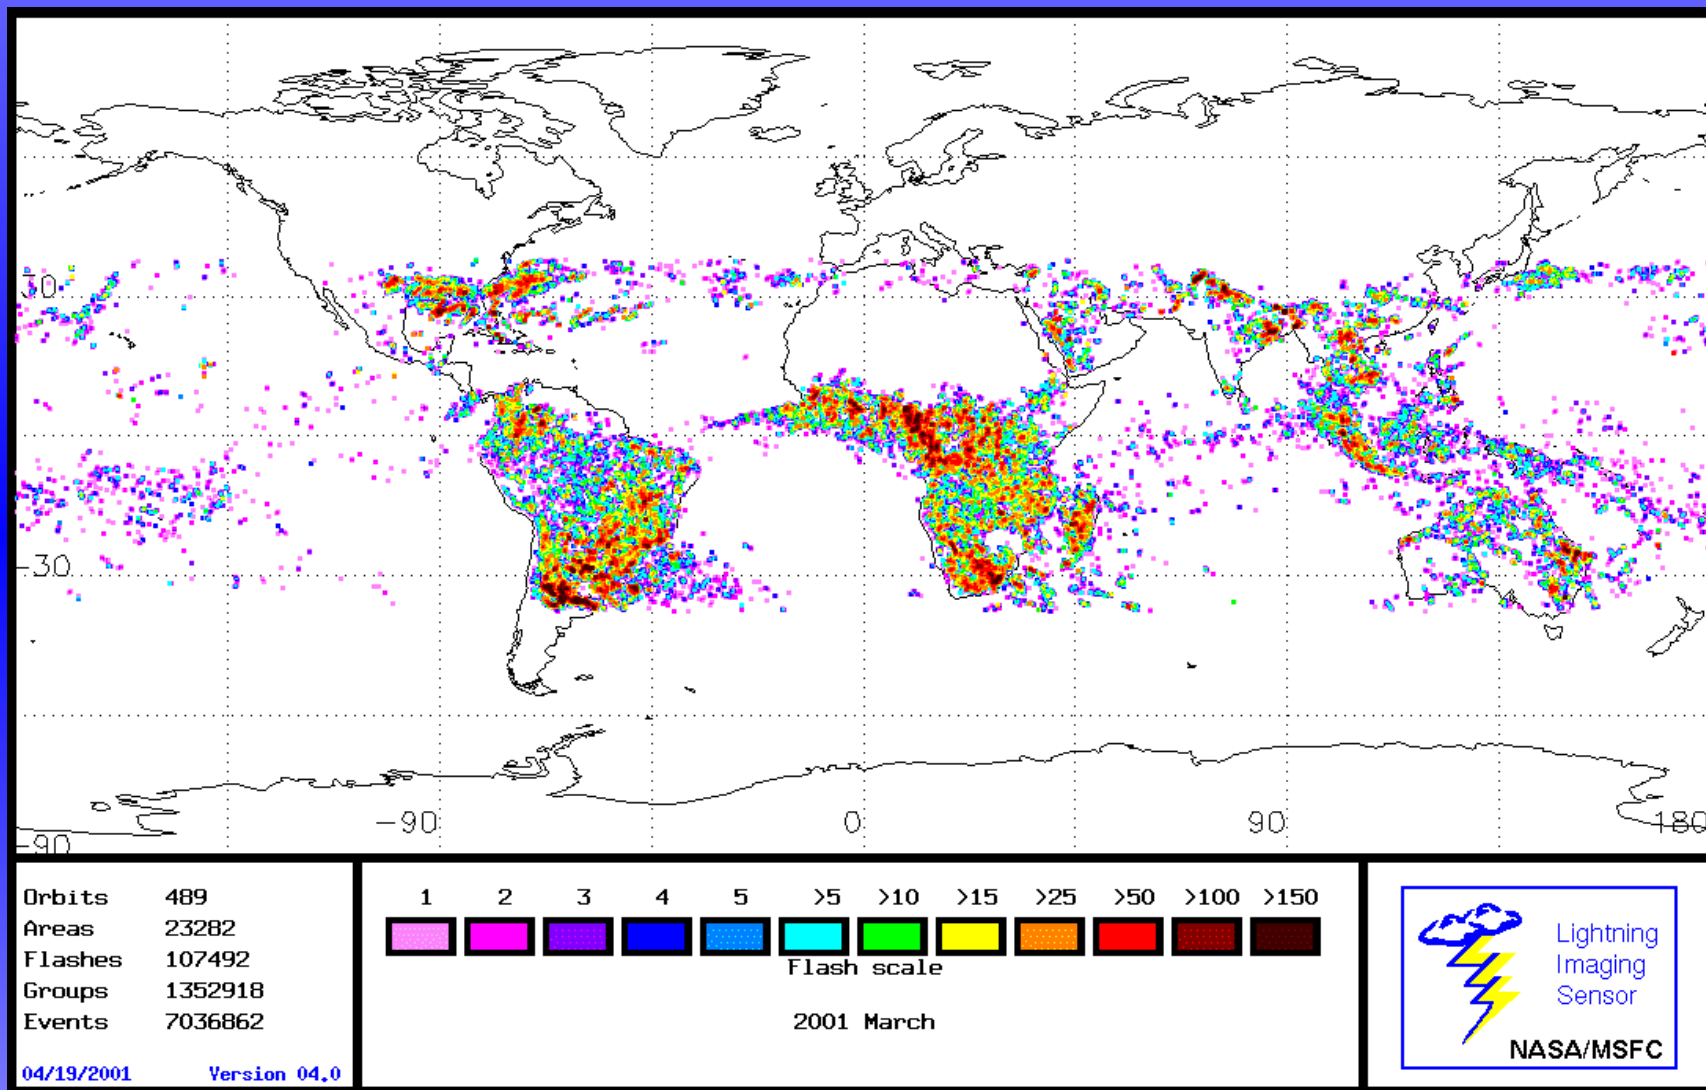 30
-30
-90
0
90
180
-90
Orbits 489
Areas 23282
Flashes 107492
Groups 1352918
Events 7036862
04/19/2001 Version 04.0
1 2 3 4 5 >5 >10 >15 >25 >50 >100 >150
Flash scale
2001 March
Lightning
Imaging
Sensor
NASA/MSFC